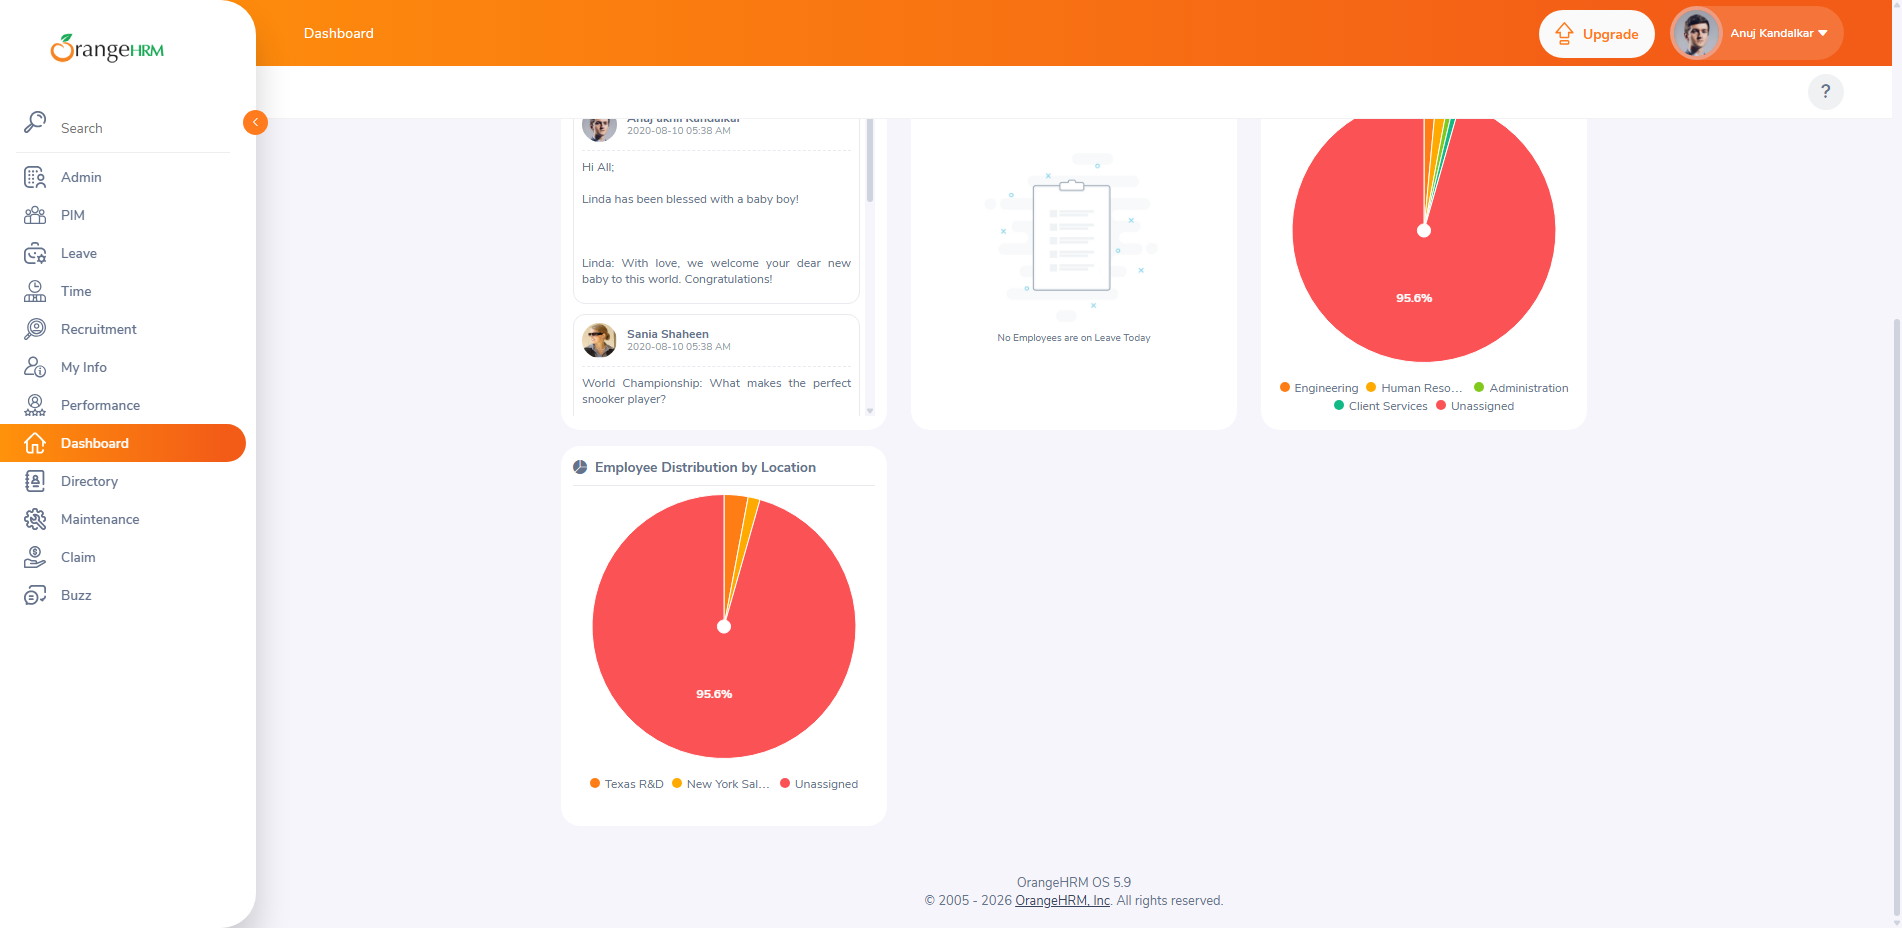 OrangeHRM
Search
Admin
PIM
Leave
Time
Recruitment
My Info
Performance
Dashboard
Directory
Maintenance
Claim
Buzz
Dashboard
Upgrade
Anuj Kandalkar
?
Anuj akhil Kandalkar
2020-08-10 05:38 AM
Hi All;
Linda has been blessed with a baby boy!
Linda: With love, we welcome your dear new
baby to this world. Congratulations!
Sania Shaheen
2020-08-10 05:38 AM
World Championship: What makes the perfect
snooker player?
No Employees are on Leave Today
95.6%
Engineering Human Reso... Administration
Client Services Unassigned
Employee Distribution by Location
95.6%
Texas R&D New York Sal... Unassigned
OrangeHRM OS 5.9
© 2005 - 2026 OrangeHRM, Inc. All rights reserved.